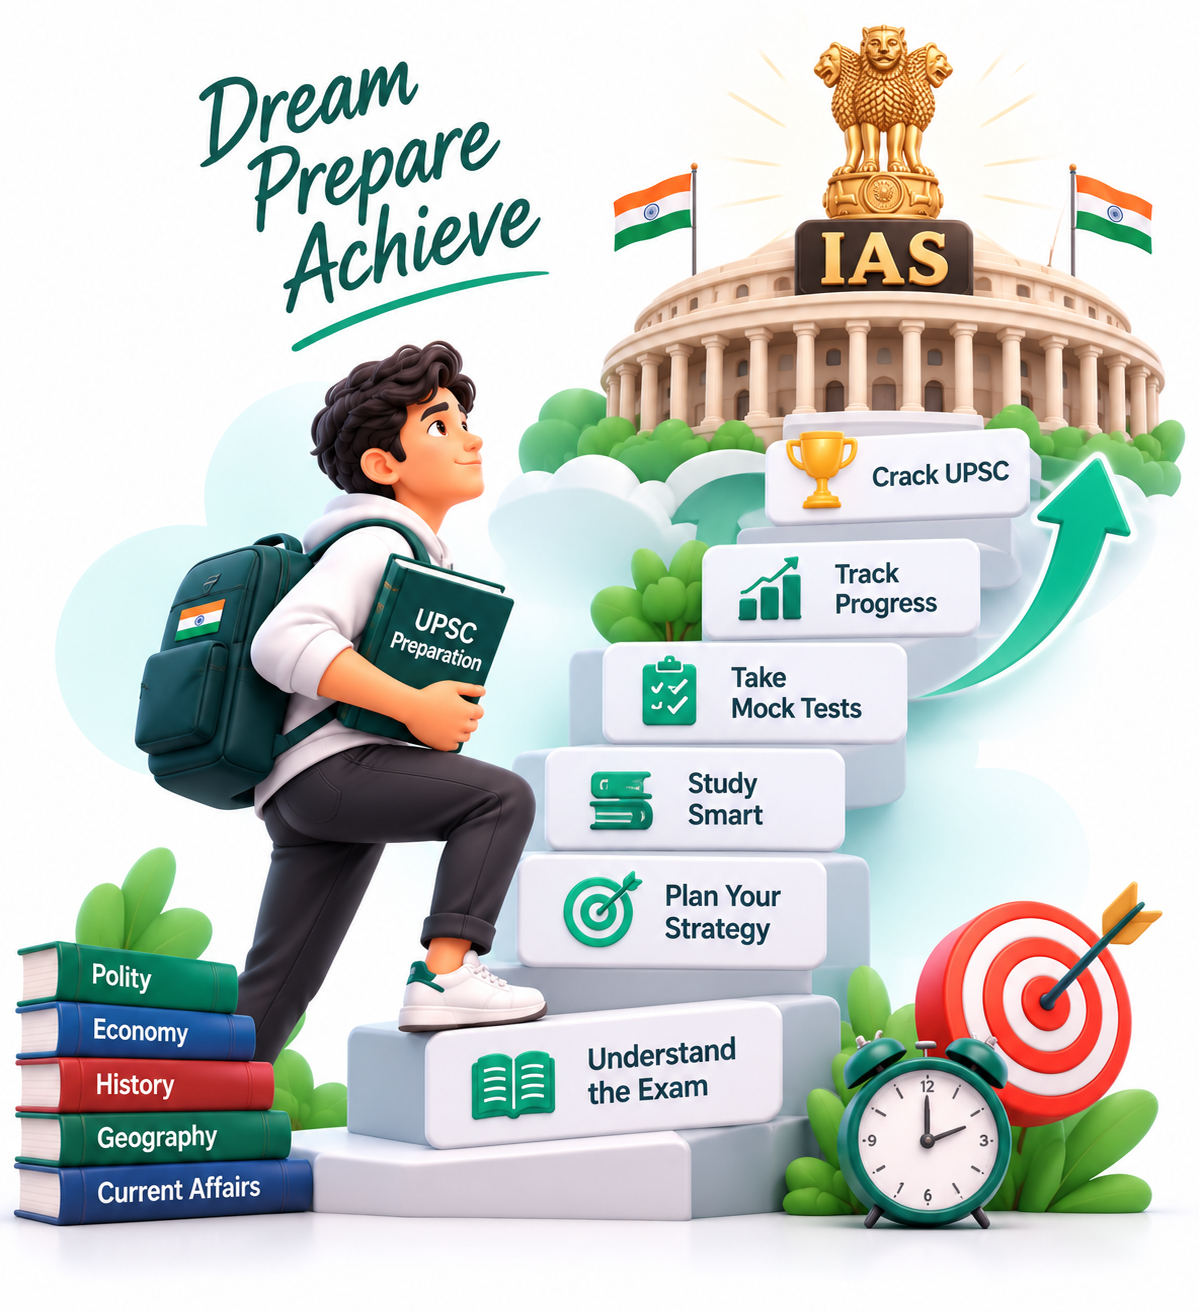 Dream
Prepare
Achieve
IAS
Crack UPSC
Track
Progress
Take
Mock Tests
Study
Smart
Plan Your
Strategy
Understand
the Exam
UPSC
Preparation
Polity
Economy
History
Geography
Current Affairs
12
9
3
6